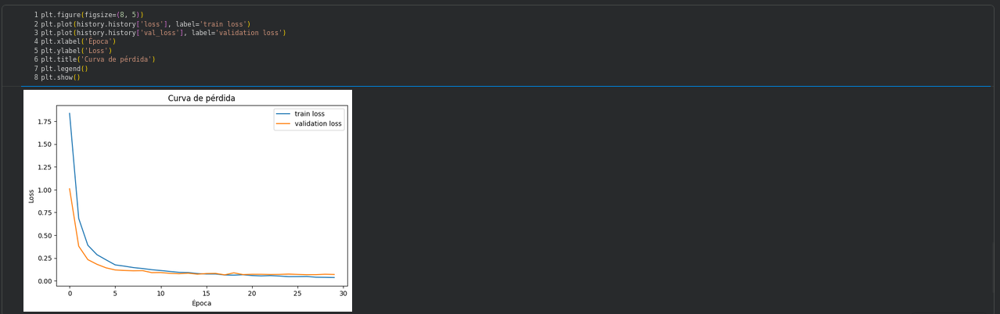 1 plt.figure(figsize=(8, 5))
2 plt.plot(history.history['loss'], label='train loss')
3 plt.plot(history.history['val_loss'], label='validation loss')
4 plt.xlabel('Época')
5 plt.ylabel('Loss')
6 plt.title('Curva de pérdida')
7 plt.legend()
8 plt.show()
Curva de pérdida
train loss
validation loss
1.75
1.50
1.25
1.00
0.75
0.50
0.25
0.00
Loss
0 5 10 15 20 25 30
Época